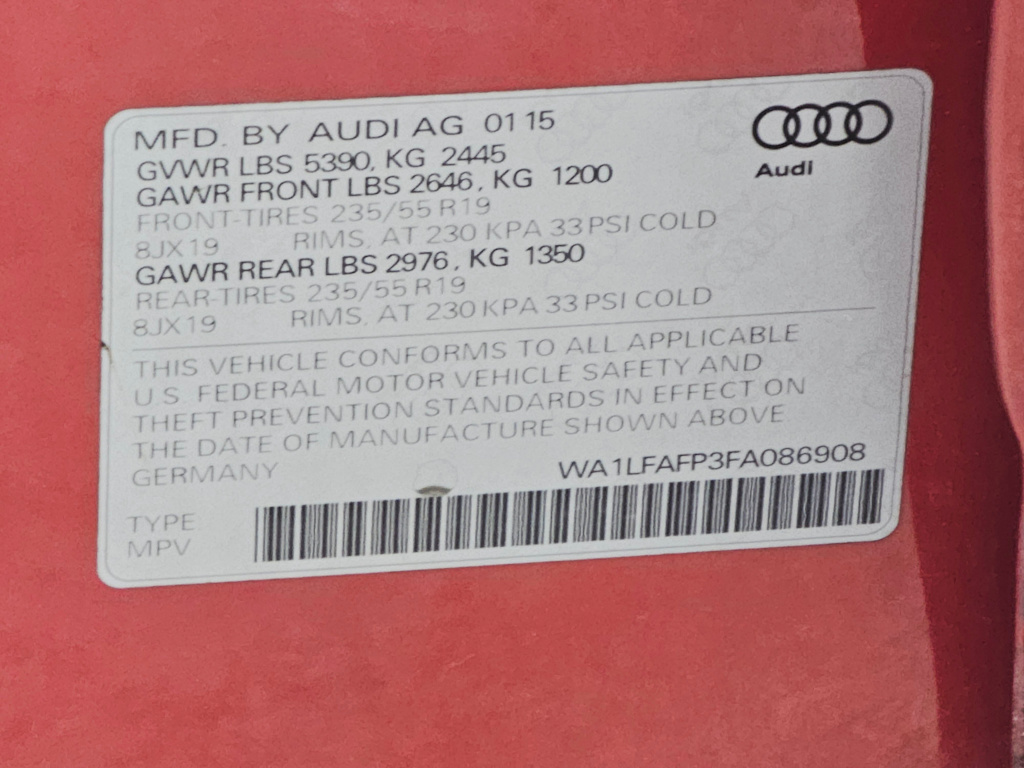 MFD. BY AUDI AG 0115
GVWR LBS 5390, KG 2445
GAWR FRONT LBS 2646, KG 1200
FRONT-TIRES 235/55 R19
8JX19 RIMS, AT 230 KPA 33 PSI COLD
GAWR REAR LBS 2976, KG 1350
REAR-TIRES 235/55 R19
8JX19 RIMS, AT 230 KPA 33 PSI COLD
Audi
THIS VEHICLE CONFORMS TO ALL APPLICABLE
U.S. FEDERAL MOTOR VEHICLE SAFETY AND
THEFT PREVENTION STANDARDS IN EFFECT ON
THE DATE OF MANUFACTURE SHOWN ABOVE
GERMANY WA1LFAFP3FA086908
TYPE
MPV